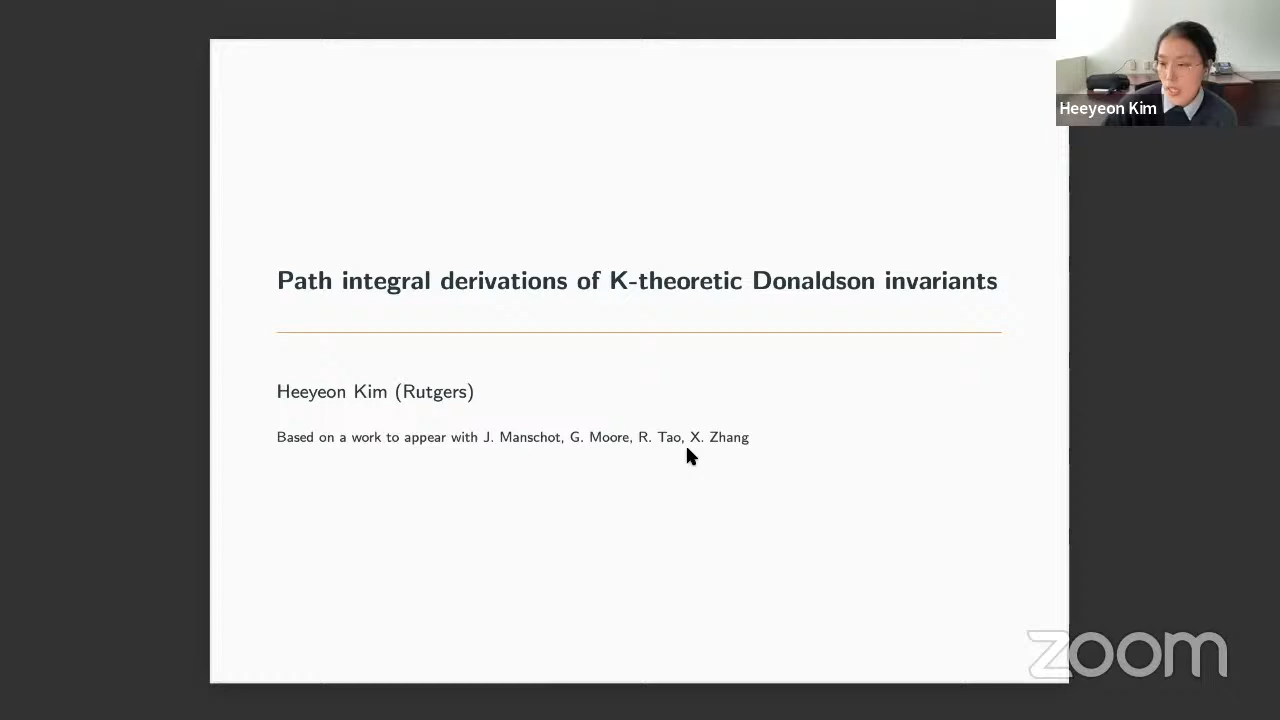 Heeyeon Kim
Path integral derivations of K-theoretic Donaldson invariants
Heeyeon Kim (Rutgers)
Based on a work to appear with J. Manschot, G. Moore, R. Tao, X. Zhang
zoom